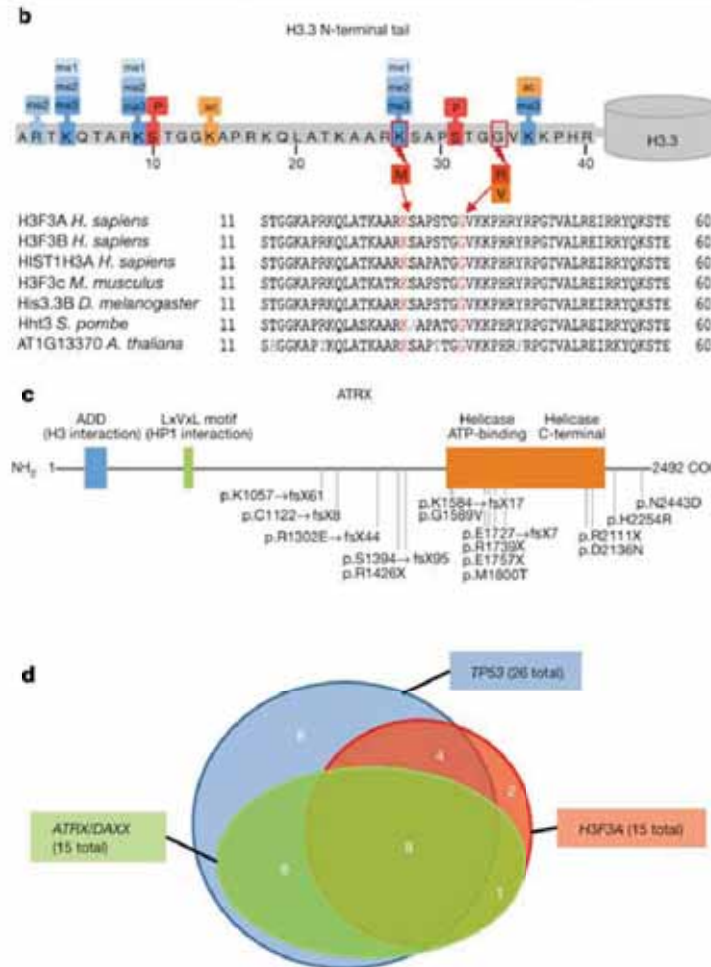 b
H3.3 N-terminal tail
me1 me1 me1
me2 me2 me2 ac
me2 me3 me3 P ac me3 P me3
A R T K Q T A R K S T G G K A P R K Q L A T K A A R K S A P S T G G V K K P H R H3.3
10 20 30 40
M R
V
H3F3A H. sapiens 11 STGGKAPRKQLATKAARKSAPSTGGVKKPHRYRPGTVALREIRRYQKSTE 60
H3F3B H. sapiens 11 STGGKAPRKQLATKAARKSAPSTGGVKKPHRYRPGTVALREIRRYQKSTE 60
HIST1H3A H. sapiens 11 STGGKAPRKQLATKAARKSAPATGGVKKPHRYRPGTVALREIRRYQKSTE 60
H3F3c M. musculus 11 STGGKAPRKQLATKATRKSAPSTGGVKKPHRYRPGTVALREIRRYQKSTE 60
His3.3B D. melanogaster 11 STGGKAPRKQLATKAARKSAPSTGGVKKPHRYRPGTVALREIRRYQKSTE 60
Hht3 S. pombe 11 60
AT1G13370 A. thaliana 11 60
c
ATRX
ADD
(H3 interaction)
LxVxL motif
(HP1 interaction)
Helicase
ATP-binding
Helicase
C-terminal
NH2 1 2492 COO
p.K1057→fsX61
p.C1122→fsX8
p.R1302E→fsX44
p.S1394→fsX95
p.R1426X
p.K1584→fsX17
p.G1589V
p.E1727→fsX7
p.R1739X
p.E1757X
p.M1800T
p.N2443D
p.H2254R
p.R2111X
p.D2136N
d
TP53 (26 total)
8
4
2
ATRX/DAXX
(15 total)
H3F3A (15 total)
8
6
1